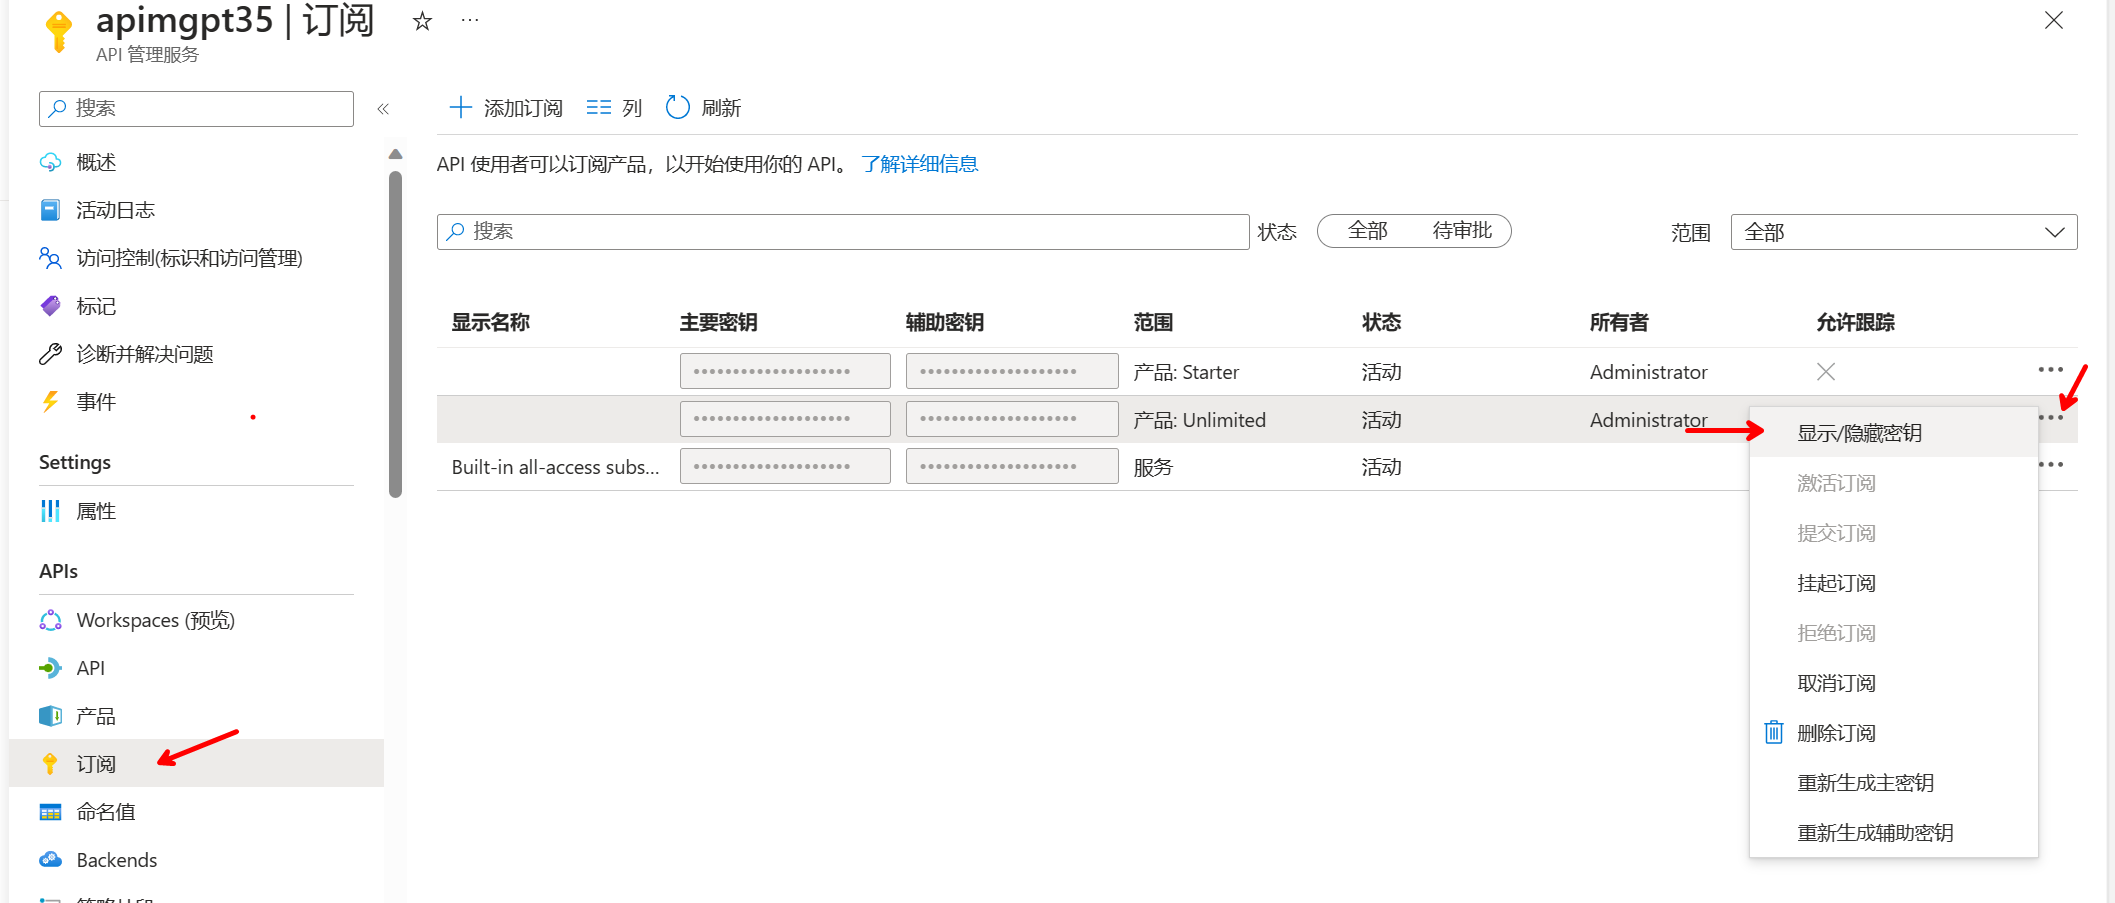 apimgpt35 | 订阅
API 管理服务
搜索
概述
活动日志
访问控制(标识和访问管理)
标记
诊断并解决问题
事件
Settings
属性
APIs
Workspaces (预览)
API
产品
订阅
命名值
Backends
添加订阅 列 刷新
API 使用者可以订阅产品，以开始使用你的 API。 了解详细信息
搜索 状态 全部 待审批 范围 全部
显示名称 主要密钥 辅助密钥 范围 状态 所有者 允许跟踪
产品: Starter 活动 Administrator
产品: Unlimited 活动 Administrator
Built-in all-access subs... 服务 活动
显示/隐藏密钥
激活订阅
提交订阅
挂起订阅
拒绝订阅
取消订阅
删除订阅
重新生成主密钥
重新生成辅助密钥